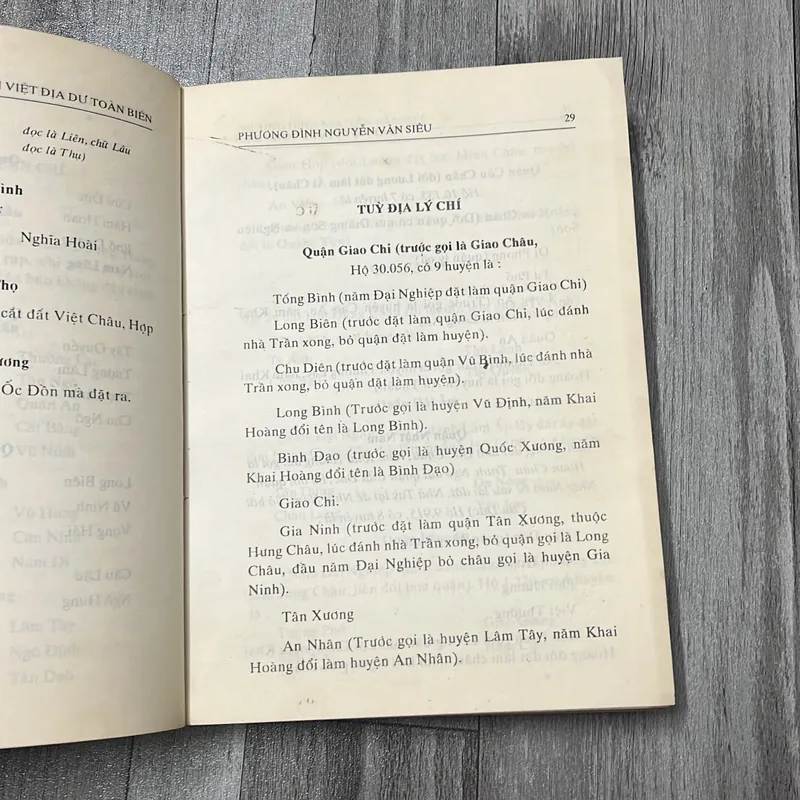 VIỆT ĐỊA DƯ TOÀN BIÊN
đọc là Liên, chữ Lâu
đọc là Thu)
Nghĩa Hoài
cắt đất Việt Châu, Hợp
Ốc Dồn mà đặt ra.
PHƯƠNG ĐÌNH NGUYỄN VĂN SIÊU
29
TUỲ ĐỊA LÝ CHÍ
Quận Giao Chỉ (trước gọi là Giao Châu,
Hộ 30.056, có 9 huyện là :
Tống Bình (năm Đại Nghiệp đặt làm quận Giao Chỉ)
Long Biên (trước đặt làm quận Giao Chỉ, lúc đánh
nhà Trần xong, bỏ quận đặt làm huyện).
Chu Diên (trước đặt làm quận Vũ Bình, lúc đánh nhà
Trần xong, bỏ quận đặt làm huyện).
Long Bình (Trước gọi là huyện Vũ Định, năm Khai
Hoàng đổi tên là Long Bình).
Bình Đạo (trước gọi là huyện Quốc Xương, năm
Khai Hoàng đổi tên là Bình Đạo)
Giao Chỉ.
Gia Ninh (trước đặt làm quận Tân Xương, thuộc
Hưng Châu, lúc đánh nhà Trần xong, bỏ quận gọi là Long
Châu, đầu năm Đại Nghiệp bỏ châu gọi là huyện Gia
Ninh).
Tân Xương
An Nhân (Trước gọi là huyện Lâm Tây, năm Khai
Hoàng đổi làm huyện An Nhân).